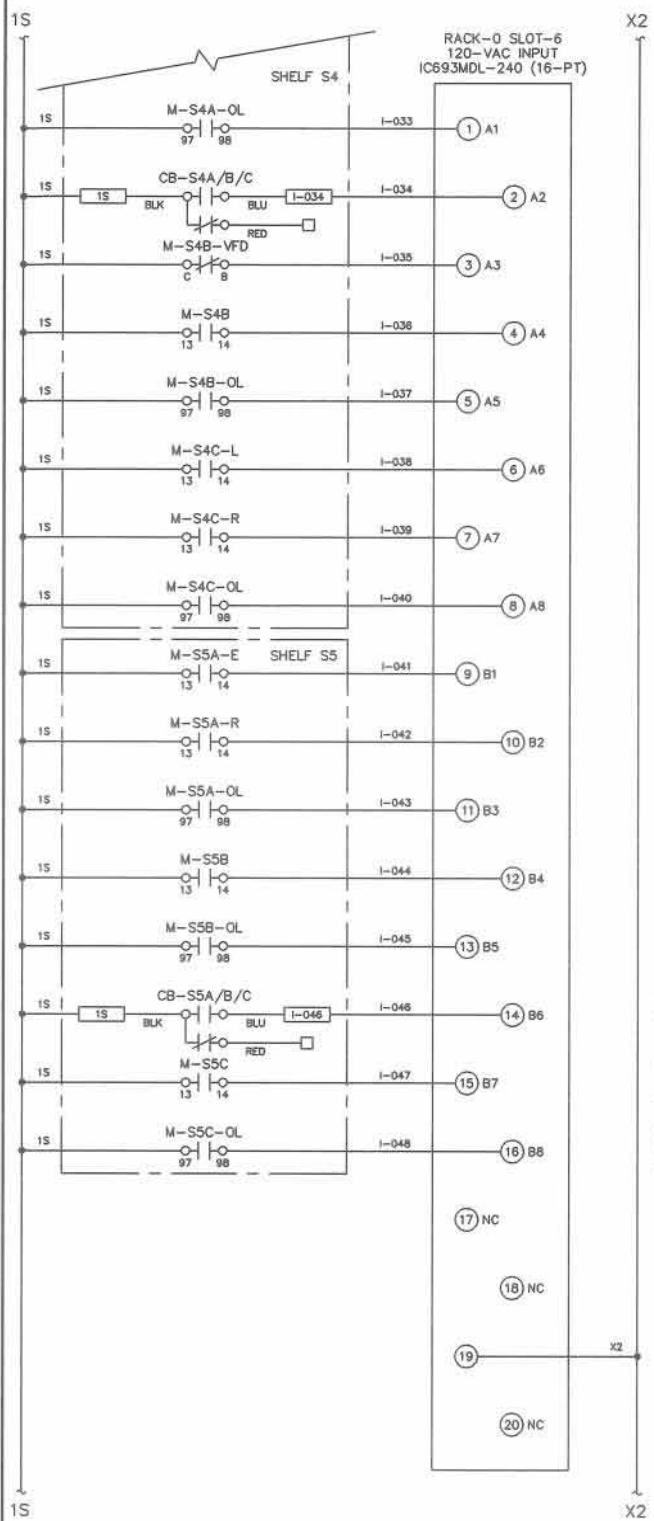 1S
X2
RACK-0 SLOT-6
120-VAC INPUT
IC693MDL-240 (16-PT)
SHELF S4
M-S4A-OL
1S
97 98
I-033
1 A1
CB-S4A/B/C
1S
1S
BLK
BLU
I-034
I-034
2 A2
RED
M-S4B-VFD
1S
C B
I-035
3 A3
M-S4B
1S
13 14
I-036
4 A4
M-S4B-OL
1S
97 98
I-037
5 A5
M-S4C-L
1S
13 14
I-038
6 A6
M-S4C-R
1S
13 14
I-039
7 A7
M-S4C-OL
1S
97 98
I-040
8 A8
SHELF S5
M-S5A-E
1S
13 14
I-041
9 B1
M-S5A-R
1S
13 14
I-042
10 B2
M-S5A-OL
1S
97 98
I-043
11 B3
M-S5B
1S
13 14
I-044
12 B4
M-S5B-OL
1S
97 98
I-045
13 B5
CB-S5A/B/C
1S
1S
BLK
BLU
I-046
I-046
14 B6
RED
M-S5C
1S
13 14
I-047
15 B7
M-S5C-OL
1S
97 98
I-048
16 B8
17 NC
18 NC
19
X2
20 NC
1S
X2